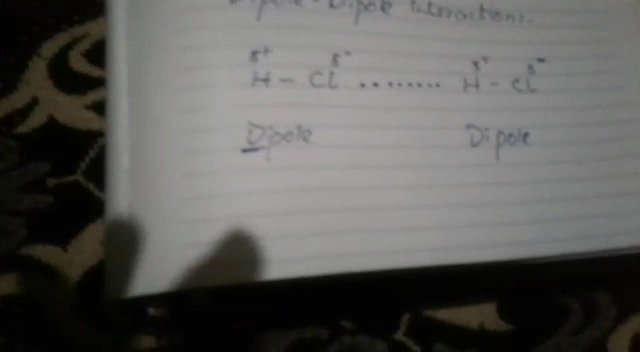 Dipole-Dipole Interactions.
δ+ δ- δ+ δ-
H - Cl ........ H - Cl
Dipole Dipole